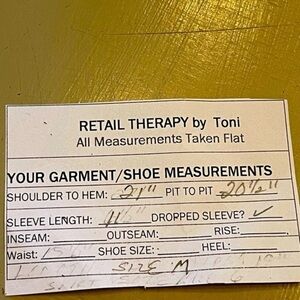 RETAIL THERAPY by Toni
All Measurements Taken Flat
YOUR GARMENT/SHOE MEASUREMENTS
SHOULDER TO HEM: 21" PIT TO PIT 20½"
SLEEVE LENGTH: DROPPED SLEEVE? ✓
INSEAM: OUTSEAM: RISE:
Waist: SHOE SIZE: HEEL:
SIZE M